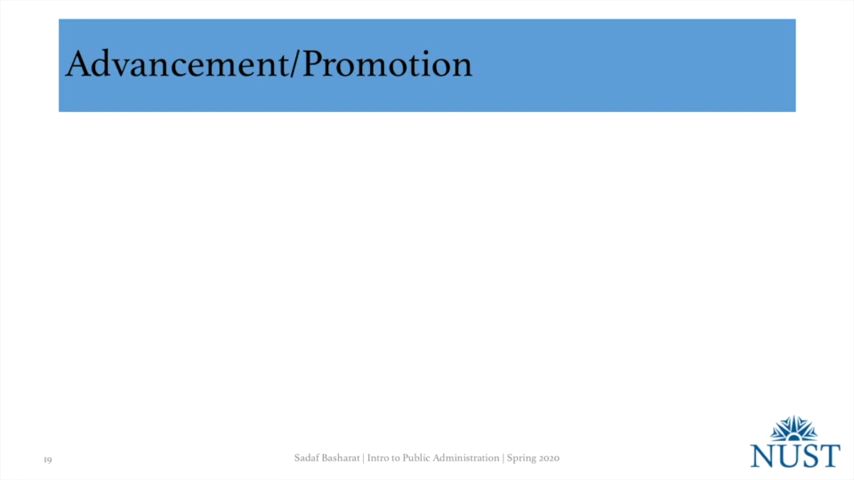 Advancement/Promotion
19
Sadaf Basharat | Intro to Public Administration | Spring 2020
NUST